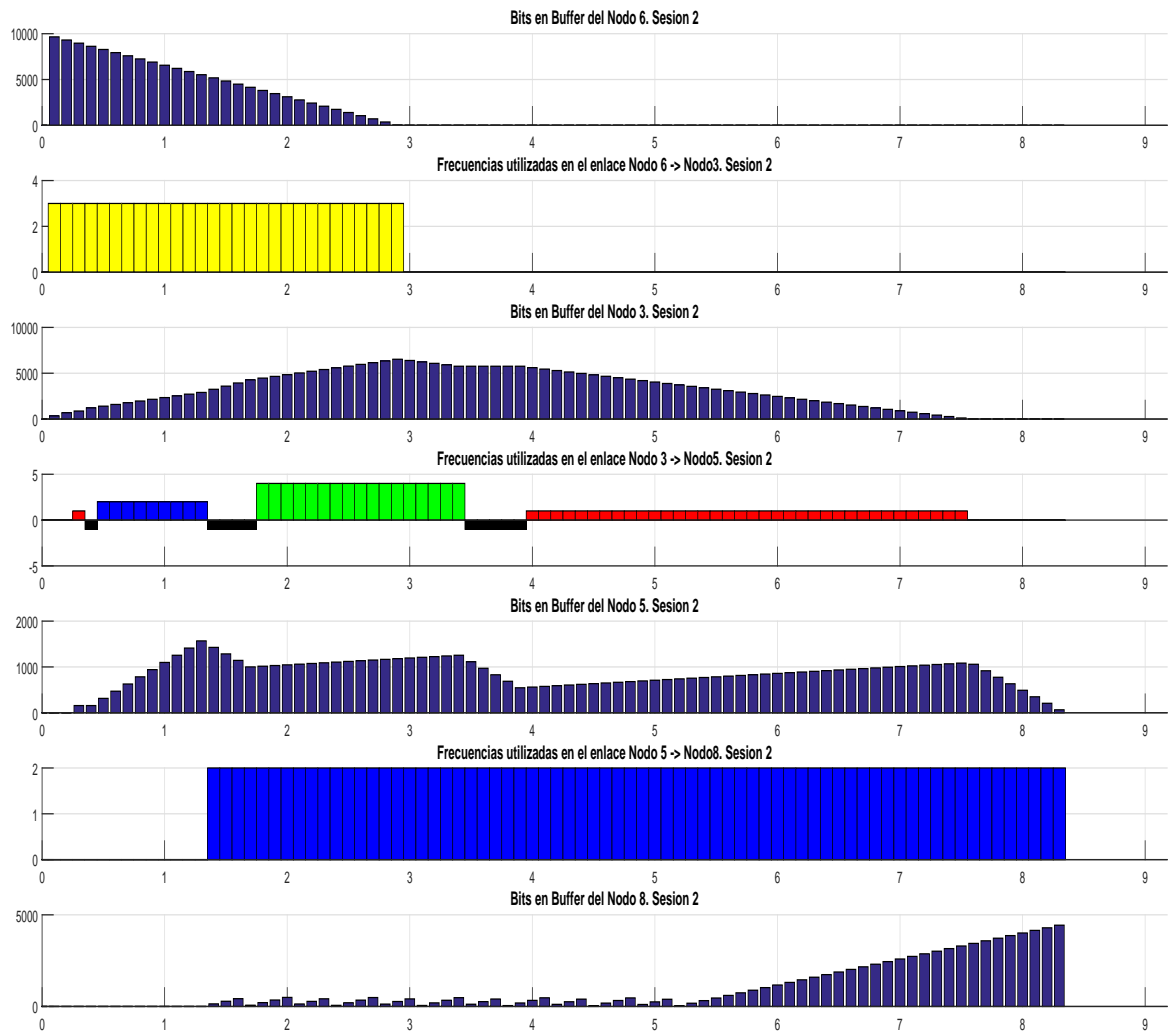 Bits en Buffer del Nodo 6. Sesion 2
10000
5000
0
0 1 2 3 4 5 6 7 8 9
Frecuencias utilizadas en el enlace Nodo 6 -> Nodo3. Sesion 2
4
2
0
0 1 2 3 4 5 6 7 8 9
Bits en Buffer del Nodo 3. Sesion 2
10000
5000
0
0 1 2 3 4 5 6 7 8 9
Frecuencias utilizadas en el enlace Nodo 3 -> Nodo5. Sesion 2
5
0
-5
0 1 2 3 4 5 6 7 8 9
Bits en Buffer del Nodo 5. Sesion 2
2000
1000
0
0 1 2 3 4 5 6 7 8 9
Frecuencias utilizadas en el enlace Nodo 5 -> Nodo8. Sesion 2
2
1
0
0 1 2 3 4 5 6 7 8 9
Bits en Buffer del Nodo 8. Sesion 2
5000
0
0 1 2 3 4 5 6 7 8 9